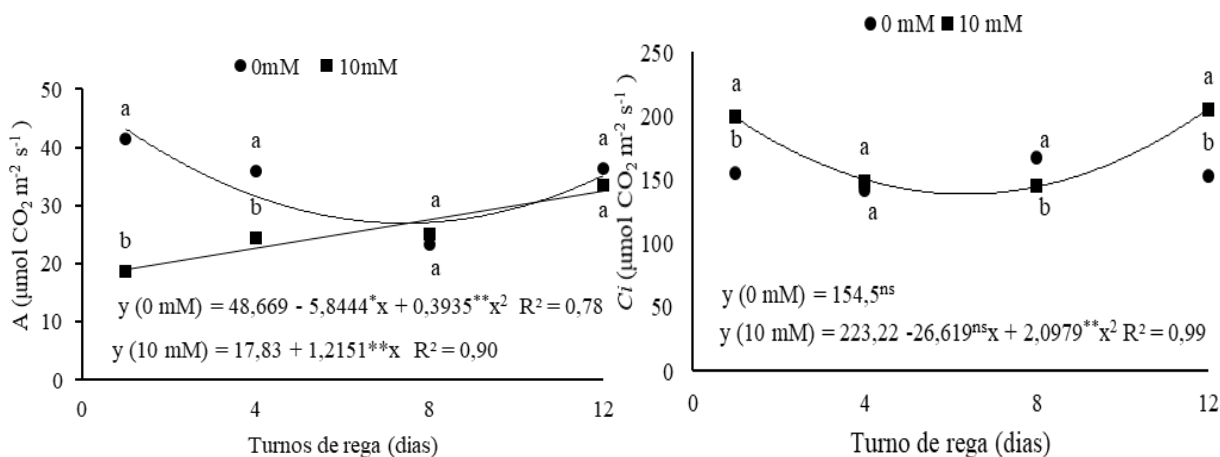 0mM 10mM
A (µmol CO₂ m⁻² s⁻¹)
50
40
30
20
10
0
a
a
a
a
b
b
a
a
y (0 mM) = 48,669 - 5,8444*x + 0,3935**x² R² = 0,78
y (10 mM) = 17,83 + 1,2151**x R² = 0,90
0 4 8 12
Turnos de rega (dias)
0 mM 10 mM
Ci (µmol CO₂ m⁻² s⁻¹)
250
200
150
100
50
0
a
a
b
a
a
b
a
b
y (0 mM) = 154,5ⁿˢ
y (10 mM) = 223,22 -26,619ⁿˢx + 2,0979**x² R² = 0,99
0 4 8 12
Turno de rega (dias)